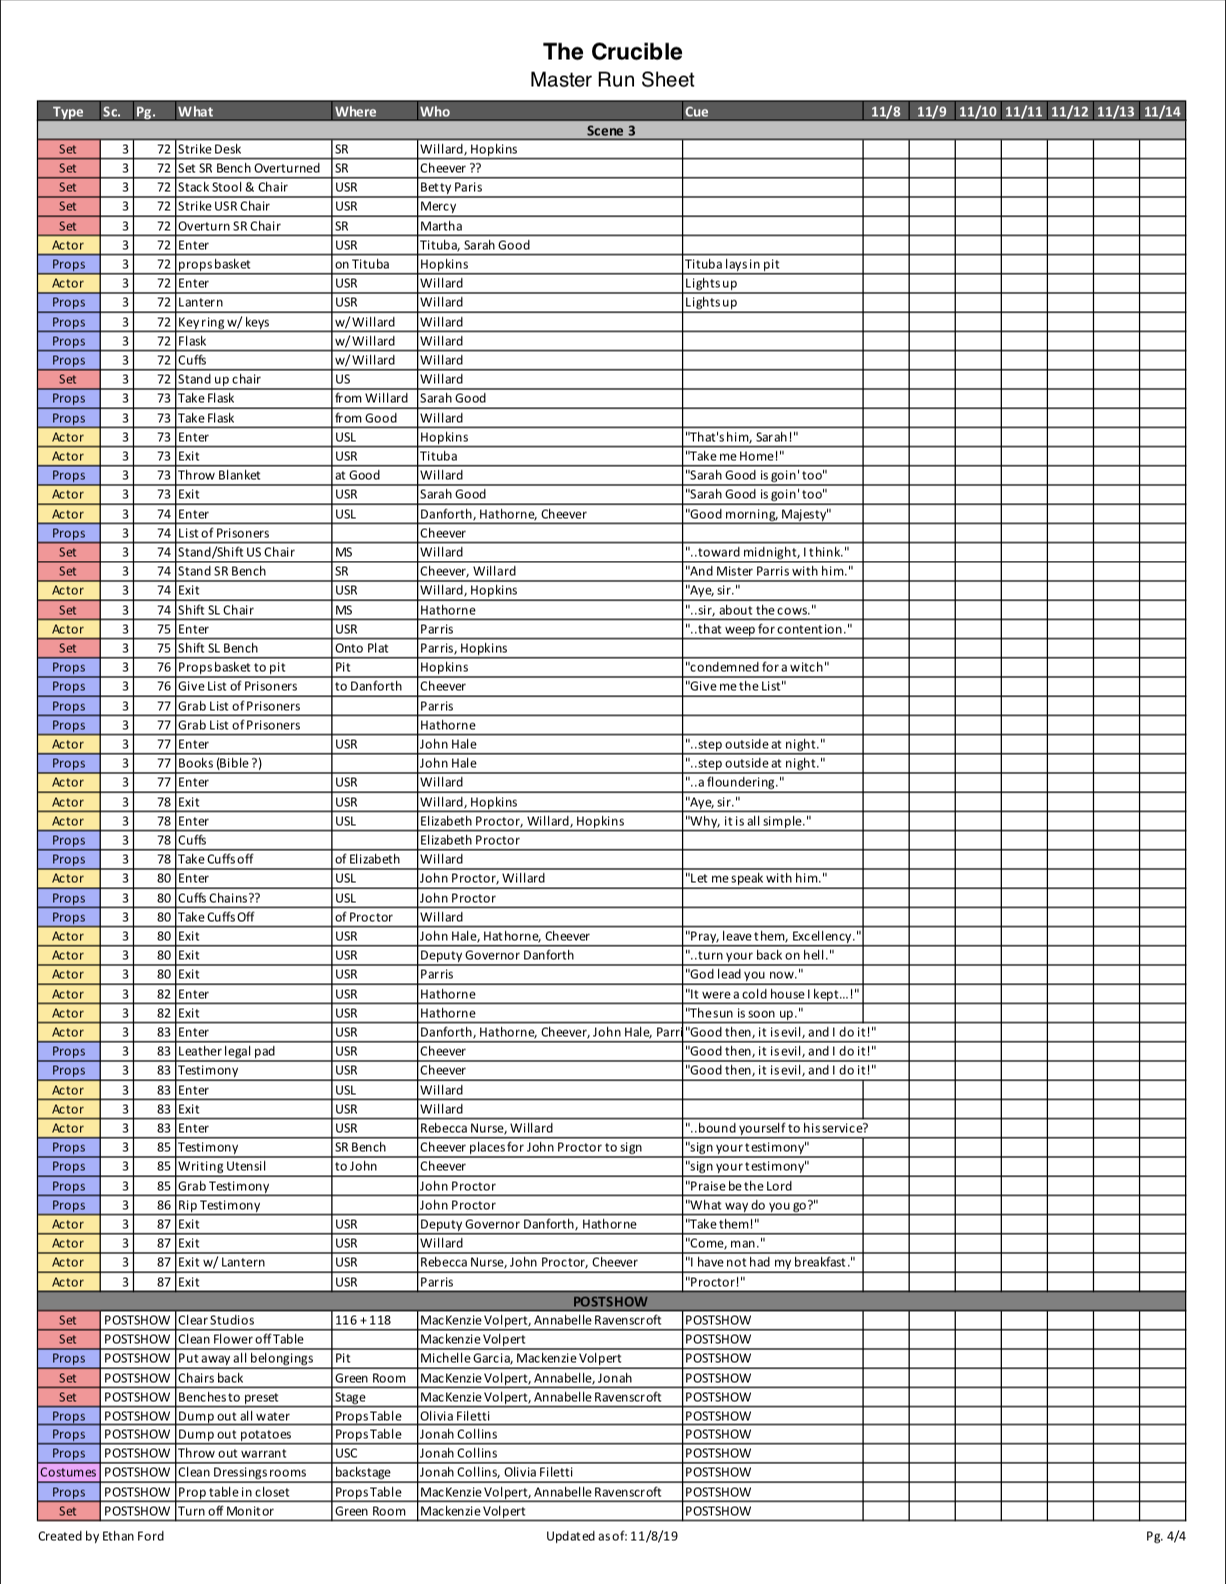 The Crucible
Master Run Sheet
Type Sc. Pg. What Where Who Cue 11/8 11/9 11/10 11/11 11/12 11/13 11/14
Scene 3
Set 3 72 Strike Desk SR Willard, Hopkins
Set 3 72 Set SR Bench Overturned SR Cheever ??
Set 3 72 Stack Stool & Chair USR Betty Paris
Set 3 72 Strike USR Chair USR Mercy
Set 3 72 Overturn SR Chair SR Martha
Actor 3 72 Enter USR Tituba, Sarah Good
Props 3 72 props basket on Tituba Hopkins Tituba lays in pit
Actor 3 72 Enter USR Willard Lights up
Props 3 72 Lantern USR Willard Lights up
Props 3 72 Key ring w/ keys w/ Willard Willard
Props 3 72 Flask w/ Willard Willard
Props 3 72 Cuffs w/ Willard Willard
Set 3 72 Stand up chair US Willard
Props 3 73 Take Flask from Willard Sarah Good
Props 3 73 Take Flask from Good Willard
Actor 3 73 Enter USL Hopkins "That's him, Sarah!"
Actor 3 73 Exit USR Tituba "Take me Home!"
Props 3 73 Throw Blanket at Good Willard "Sarah Good is goin' too"
Actor 3 73 Exit USR Sarah Good "Sarah Good is goin' too"
Actor 3 74 Enter USL Danforth, Hathorne, Cheever "Good morning, Majesty"
Props 3 74 List of Prisoners Cheever
Set 3 74 Stand/Shift US Chair MS Willard "..toward midnight, I think."
Set 3 74 Stand SR Bench SR Cheever, Willard "And Mister Parris with him."
Actor 3 74 Exit USR Willard, Hopkins "Aye, sir."
Set 3 74 Shift SL Chair MS Hathorne "..sir, about the cows."
Actor 3 75 Enter USR Parris "..that weep for contention."
Set 3 75 Shift SL Bench Onto Plat Parris, Hopkins
Props 3 76 Props basket to pit Pit Hopkins "condemned for a witch"
Props 3 76 Give List of Prisoners to Danforth Cheever "Give me the List"
Props 3 77 Grab List of Prisoners Parris
Props 3 77 Grab List of Prisoners Hathorne
Actor 3 77 Enter USR John Hale "..step outside at night."
Props 3 77 Books (Bible ?) John Hale "..step outside at night."
Actor 3 77 Enter USR Willard "..a floundering."
Actor 3 78 Exit USR Willard, Hopkins "Aye, sir."
Actor 3 78 Enter USL Elizabeth Proctor, Willard, Hopkins "Why, it is all simple."
Props 3 78 Cuffs Elizabeth Proctor
Props 3 78 Take Cuffs off of Elizabeth Willard
Actor 3 80 Enter USL John Proctor, Willard "Let me speak with him."
Props 3 80 Cuffs Chains?? USL John Proctor
Props 3 80 Take Cuffs Off of Proctor Willard
Actor 3 80 Exit USR John Hale, Hathorne, Cheever "Pray, leave them, Excellency."
Actor 3 80 Exit USR Deputy Governor Danforth "..turn your back on hell."
Actor 3 80 Exit USR Parris "God lead you now."
Actor 3 82 Enter USR Hathorne "It were a cold house I kept...!"
Actor 3 82 Exit USR Hathorne "The sun is soon up."
Actor 3 83 Enter USR Danforth, Hathorne, Cheever, John Hale, Parri "Good then, it is evil, and I do it!"
Props 3 83 Leather legal pad USR Cheever "Good then, it is evil, and I do it!"
Props 3 83 Testimony USR Cheever "Good then, it is evil, and I do it!"
Actor 3 83 Enter USL Willard
Actor 3 83 Exit USR Willard
Actor 3 83 Enter USR Rebecca Nurse, Willard "..bound yourself to his service?
Props 3 85 Testimony SR Bench Cheever places for John Proctor to sign "sign your testimony"
Props 3 85 Writing Utensil to John Cheever "sign your testimony"
Props 3 85 Grab Testimony John Proctor "Praise be the Lord
Props 3 86 Rip Testimony John Proctor "What way do you go?"
Actor 3 87 Exit USR Deputy Governor Danforth, Hathorne "Take them!"
Actor 3 87 Exit USR Willard "Come, man."
Actor 3 87 Exit w/ Lantern USR Rebecca Nurse, John Proctor, Cheever "I have not had my breakfast."
Actor 3 87 Exit USR Parris "Proctor!"
POSTSHOW
Set POSTSHOW Clear Studios 116 + 118 MacKenzie Volpert, Annabelle Ravenscroft POSTSHOW
Set POSTSHOW Clean Flower off Table Mackenzie Volpert POSTSHOW
Props POSTSHOW Put away all belongings Pit Michelle Garcia, Mackenzie Volpert POSTSHOW
Set POSTSHOW Chairs back Green Room MacKenzie Volpert, Annabelle, Jonah POSTSHOW
Set POSTSHOW Benches to preset Stage MacKenzie Volpert, Annabelle Ravenscroft POSTSHOW
Props POSTSHOW Dump out all water Props Table Olivia Filetti POSTSHOW
Props POSTSHOW Dump out potatoes Props Table Jonah Collins POSTSHOW
Props POSTSHOW Throw out warrant USC Jonah Collins POSTSHOW
Costumes POSTSHOW Clean Dressing rooms backstage Jonah Collins, Olivia Filetti POSTSHOW
Props POSTSHOW Prop table in closet Props Table MacKenzie Volpert, Annabelle Ravenscroft POSTSHOW
Set POSTSHOW Turn off Monitor Green Room Mackenzie Volpert POSTSHOW
Created by Ethan Ford Updated as of: 11/8/19 Pg. 4/4